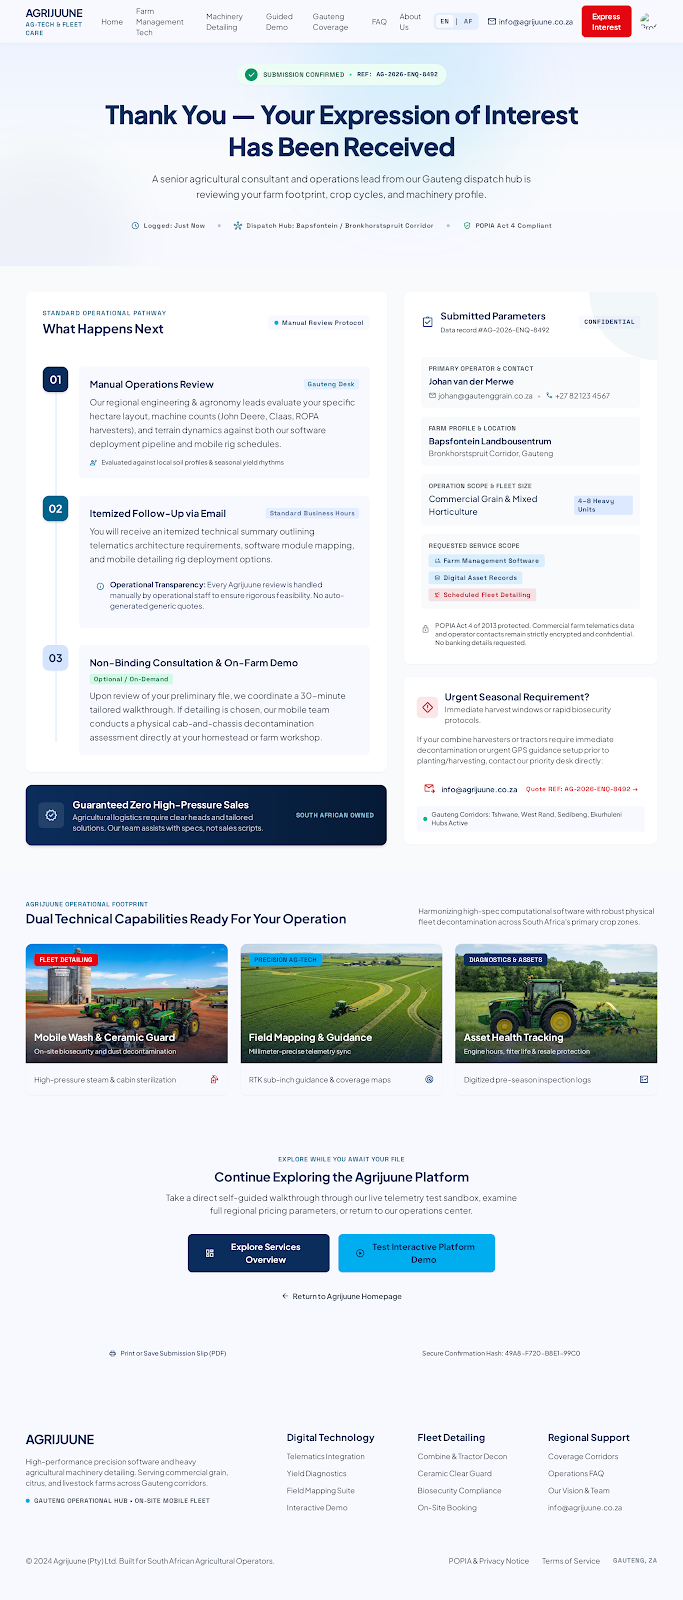 AGRIJUUNE
AG-TECH & FLEET
CARE
Home
Farm
Management
Tech
Machinery
Detailing
Guided
Demo
Gauteng
Coverage
FAQ
About
Us
EN | AF
info@agrijuune.co.za
Express
Interest
SUBMISSION CONFIRMED • REF: AG-2026-ENQ-8492
Thank You — Your Expression of Interest
Has Been Received
A senior agricultural consultant and operations lead from our Gauteng dispatch hub is
reviewing your farm footprint, crop cycles, and machinery profile.
Logged: Just Now • Dispatch Hub: Bapsfontein / Bronkhorstspruit Corridor • POPIA Act 4 Compliant
STANDARD OPERATIONAL PATHWAY
What Happens Next
Manual Review Protocol
01
Manual Operations Review
Gauteng Desk
Our regional engineering & agronomy leads evaluate your specific
hectare layout, machine counts (John Deere, Claas, ROPA
harvesters), and terrain dynamics against both our software
deployment pipeline and mobile rig schedules.
Evaluated against local soil profiles & seasonal yield rhythms
02
Itemized Follow-Up via Email
Standard Business Hours
You will receive an itemized technical summary outlining
telematics architecture requirements, software module mapping,
and mobile detailing rig deployment options.
Operational Transparency: Every Agrijuune review is handled
manually by operational staff to ensure rigorous feasibility. No auto-
generated generic quotes.
03
Non-Binding Consultation & On-Farm Demo
Optional / On-Demand
Upon review of your preliminary file, we coordinate a 30-minute
tailored walkthrough. If detailing is chosen, our mobile team
conducts a physical cab-and-chassis decontamination
assessment directly at your homestead or farm workshop.
Guaranteed Zero High-Pressure Sales
Agricultural logistics require clear heads and tailored
solutions. Our team assists with specs, not sales scripts.
SOUTH AFRICAN OWNED
Submitted Parameters
Data record #AG-2026-ENQ-8492
CONFIDENTIAL
PRIMARY OPERATOR & CONTACT
Johan van der Merwe
johan@gautenggrain.co.za • +27 82 123 4567
FARM PROFILE & LOCATION
Bapsfontein Landbousentrum
Bronkhorstspruit Corridor, Gauteng
OPERATION SCOPE & FLEET SIZE
Commercial Grain & Mixed
Horticulture
4-8 Heavy
Units
REQUESTED SERVICE SCOPE
Farm Management Software
Digital Asset Records
Scheduled Fleet Detailing
POPIA Act 4 of 2013 protected. Commercial farm telematics data
and operator contacts remain strictly encrypted and confidential.
No banking details requested.
Urgent Seasonal Requirement?
Immediate harvest windows or rapid biosecurity
protocols.
If your combine harvesters or tractors require immediate
decontamination or urgent GPS guidance setup prior to
planting/harvesting, contact our priority desk directly:
info@agrijuune.co.za
Quote REF: AG-2026-ENQ-8492 →
Gauteng Corridors: Tshwane, West Rand, Sedibeng, Ekurhuleni
Hubs Active
AGRIJUUNE OPERATIONAL FOOTPRINT
Dual Technical Capabilities Ready For Your Operation
Harmonizing high-spec computational software with robust physical
fleet decontamination across South Africa's primary crop zones.
FLEET DETAILING
Mobile Wash & Ceramic Guard
On-site biosecurity and dust decontamination
High-pressure steam & cabin sterilization
PRECISION AG-TECH
Field Mapping & Guidance
Millimeter-precise telemetry sync
RTK sub-inch guidance & coverage maps
DIAGNOSTICS & ASSETS
Asset Health Tracking
Engine hours, filter life & resale protection
Digitized pre-season inspection logs
EXPLORE WHILE YOU AWAIT YOUR FILE
Continue Exploring the Agrijuune Platform
Take a direct self-guided walkthrough through our live telemetry test sandbox, examine
full regional pricing parameters, or return to our operations center.
Explore Services
Overview
Test Interactive Platform
Demo
← Return to Agrijuune Homepage
Print or Save Submission Slip (PDF)
Secure Confirmation Hash: 49A8-F720-B8E1-99C0
AGRIJUUNE
High-performance precision software and heavy
agricultural machinery detailing. Serving commercial grain,
citrus, and livestock farms across Gauteng corridors.
GAUTENG OPERATIONAL HUB • ON-SITE MOBILE FLEET
Digital Technology
Telematics Integration
Yield Diagnostics
Field Mapping Suite
Interactive Demo
Fleet Detailing
Combine & Tractor Decon
Ceramic Clear Guard
Biosecurity Compliance
On-Site Booking
Regional Support
Coverage Corridors
Operations FAQ
Our Vision & Team
info@agrijuune.co.za
© 2024 Agrijuune (Pty) Ltd. Built for South African Agricultural Operators.
POPIA & Privacy Notice
Terms of Service
GAUTENG, ZA